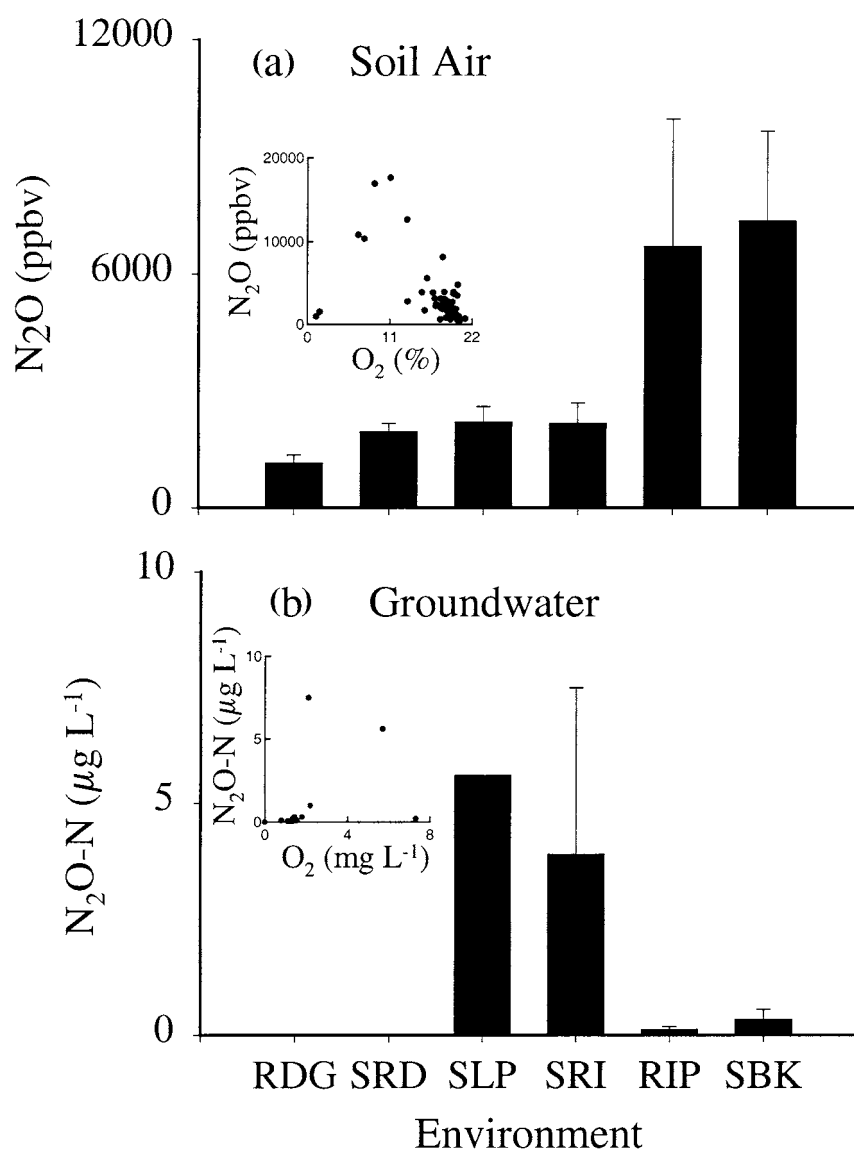 12000
(a) Soil Air
N2O (ppbv)
20000
N2O (ppbv)
10000
6000
0
0 11 22
O2 (%)
0
10
(b) Groundwater
N2O-N (µg L-1)
10
N2O-N (µg L-1)
5
5
0
0 4 8
O2 (mg L-1)
0
RDG SRD SLP SRI RIP SBK
Environment